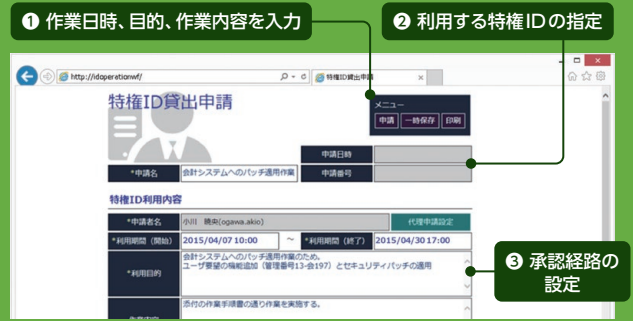 ❶ 作業日時、目的、作業内容を入力
❷ 利用する特権IDの指定
http://idoperationwf/
特権ID貸出申請
特権ID貸出申請
メニュー
申請 一時保存 印刷
申請日時
*申請名 会計システムへのパッチ適用作業 申請番号
特権ID利用内容
*申請者名 小川 暁央(ogawa.akio) 代理申請設定
*利用期間（開始） 2015/04/07 10:00 ～ *利用期間（終了） 2015/04/30 17:00
*利用目的
会計システムへのパッチ適用作業のため。
ユーザ要望の機能追加（管理番号13-会197）とセキュリティパッチの適用
❸ 承認経路の
設定
添付の作業手順書の通り作業を実施する。
作業内容